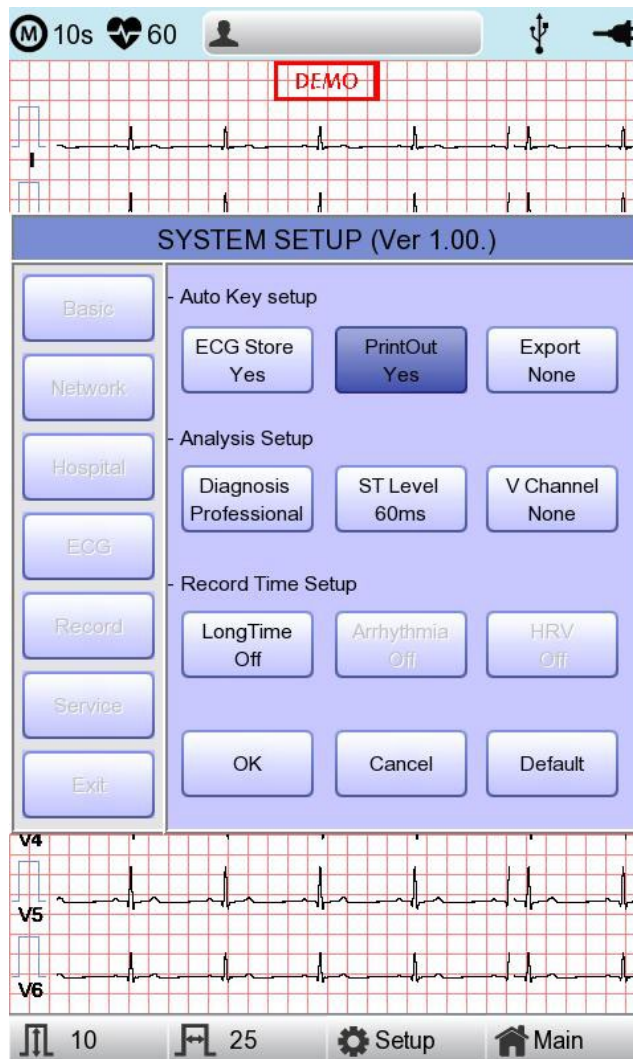 M 10s 60
DEMO
I
SYSTEM SETUP (Ver 1.00.)
Basic
Network
Hospital
ECG
Record
Service
Exit
- Auto Key setup
ECG Store
Yes
PrintOut
Yes
Export
None
- Analysis Setup
Diagnosis
Professional
ST Level
60ms
V Channel
None
- Record Time Setup
LongTime
Off
Arrhythmia
Off
HRV
Off
OK
Cancel
Default
V4
V5
V6
10
25
Setup
Main